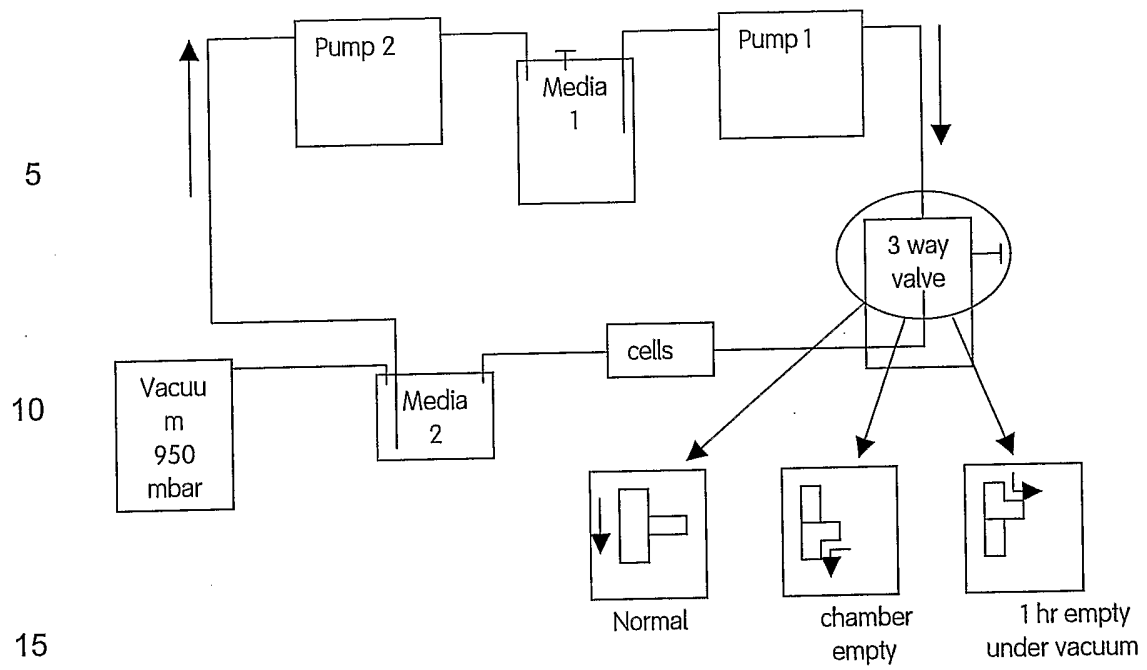 Pump 2
Media
1
Pump 1
5
3 way
valve
cells
Vacuu
m
950
mbar
10
Media
2
Normal
chamber
empty
1 hr empty
under vacuum
15